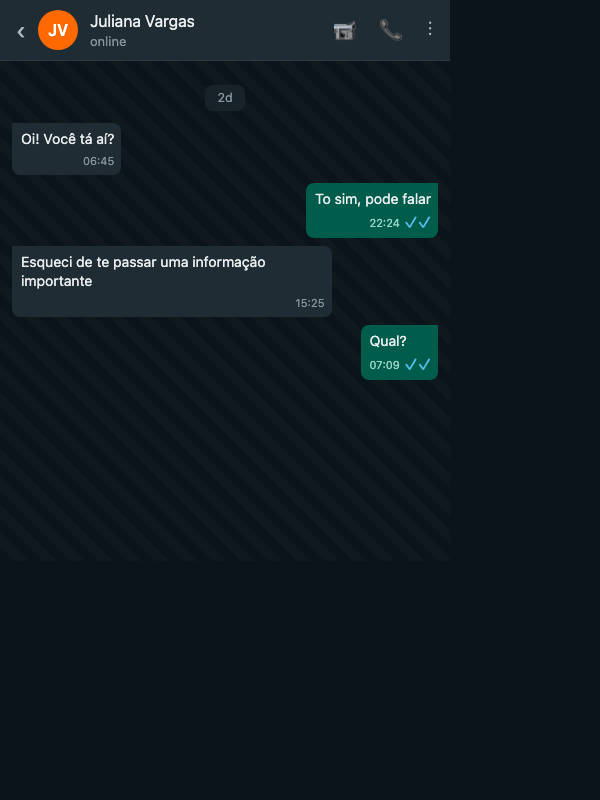 JV
Juliana Vargas
online
2d
Oi! Você tá aí?
06:45
To sim, pode falar
22:24
Esqueci de te passar uma informação
importante
15:25
Qual?
07:09